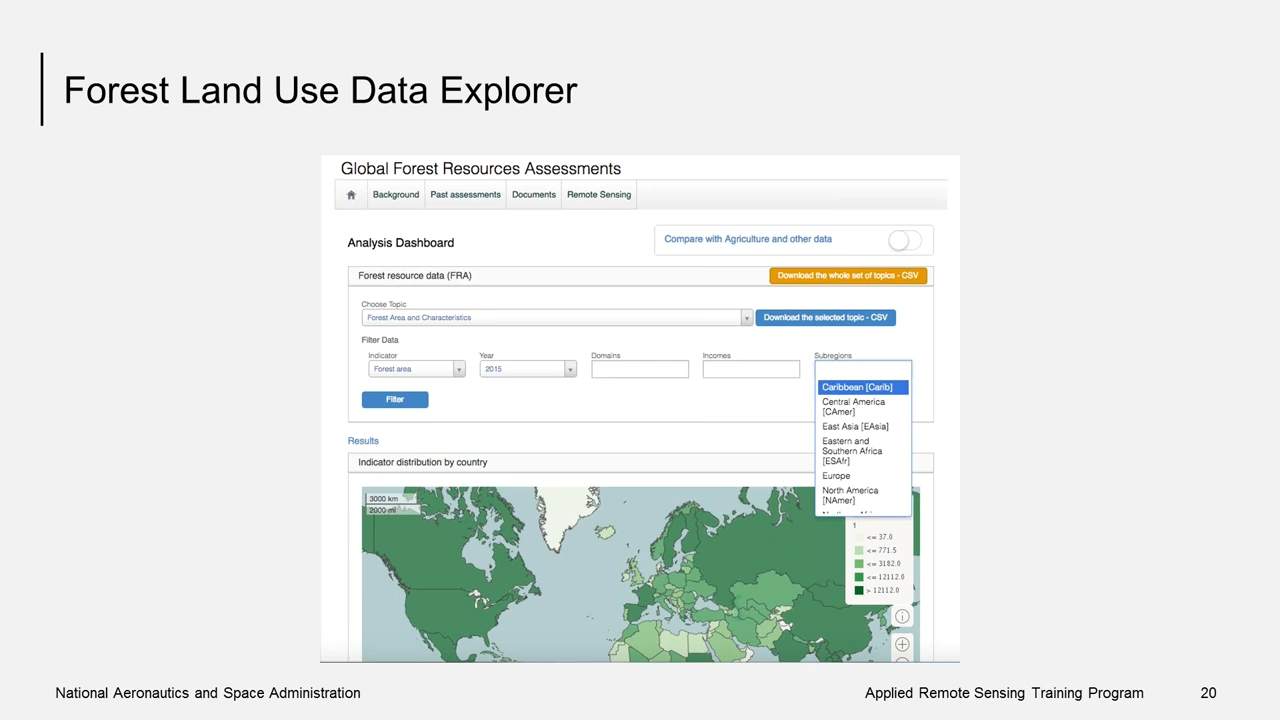 Forest Land Use Data Explorer
Global Forest Resources Assessments
Background
Past assessments
Documents
Remote Sensing
Analysis Dashboard
Compare with Agriculture and other data
Forest resource data (FRA)
Download the whole set of topics - CSV
Choose Topic
Forest Area and Characteristics
Download the selected topic - CSV
Filter Data
Indicator
Year
Domains
Incomes
Subregions
Forest area
2015
Caribbean [Carib]
Central America
[CAmer]
East Asia [EAsia]
Eastern and
Southern Africa
[ESAfr]
Europe
North America
[NAmer]
Filter
Results
Indicator distribution by country
3000 km
2000 mi
1
<= 37.0
<= 771.5
<= 3182.0
<= 12112.0
> 12112.0
National Aeronautics and Space Administration
Applied Remote Sensing Training Program
20